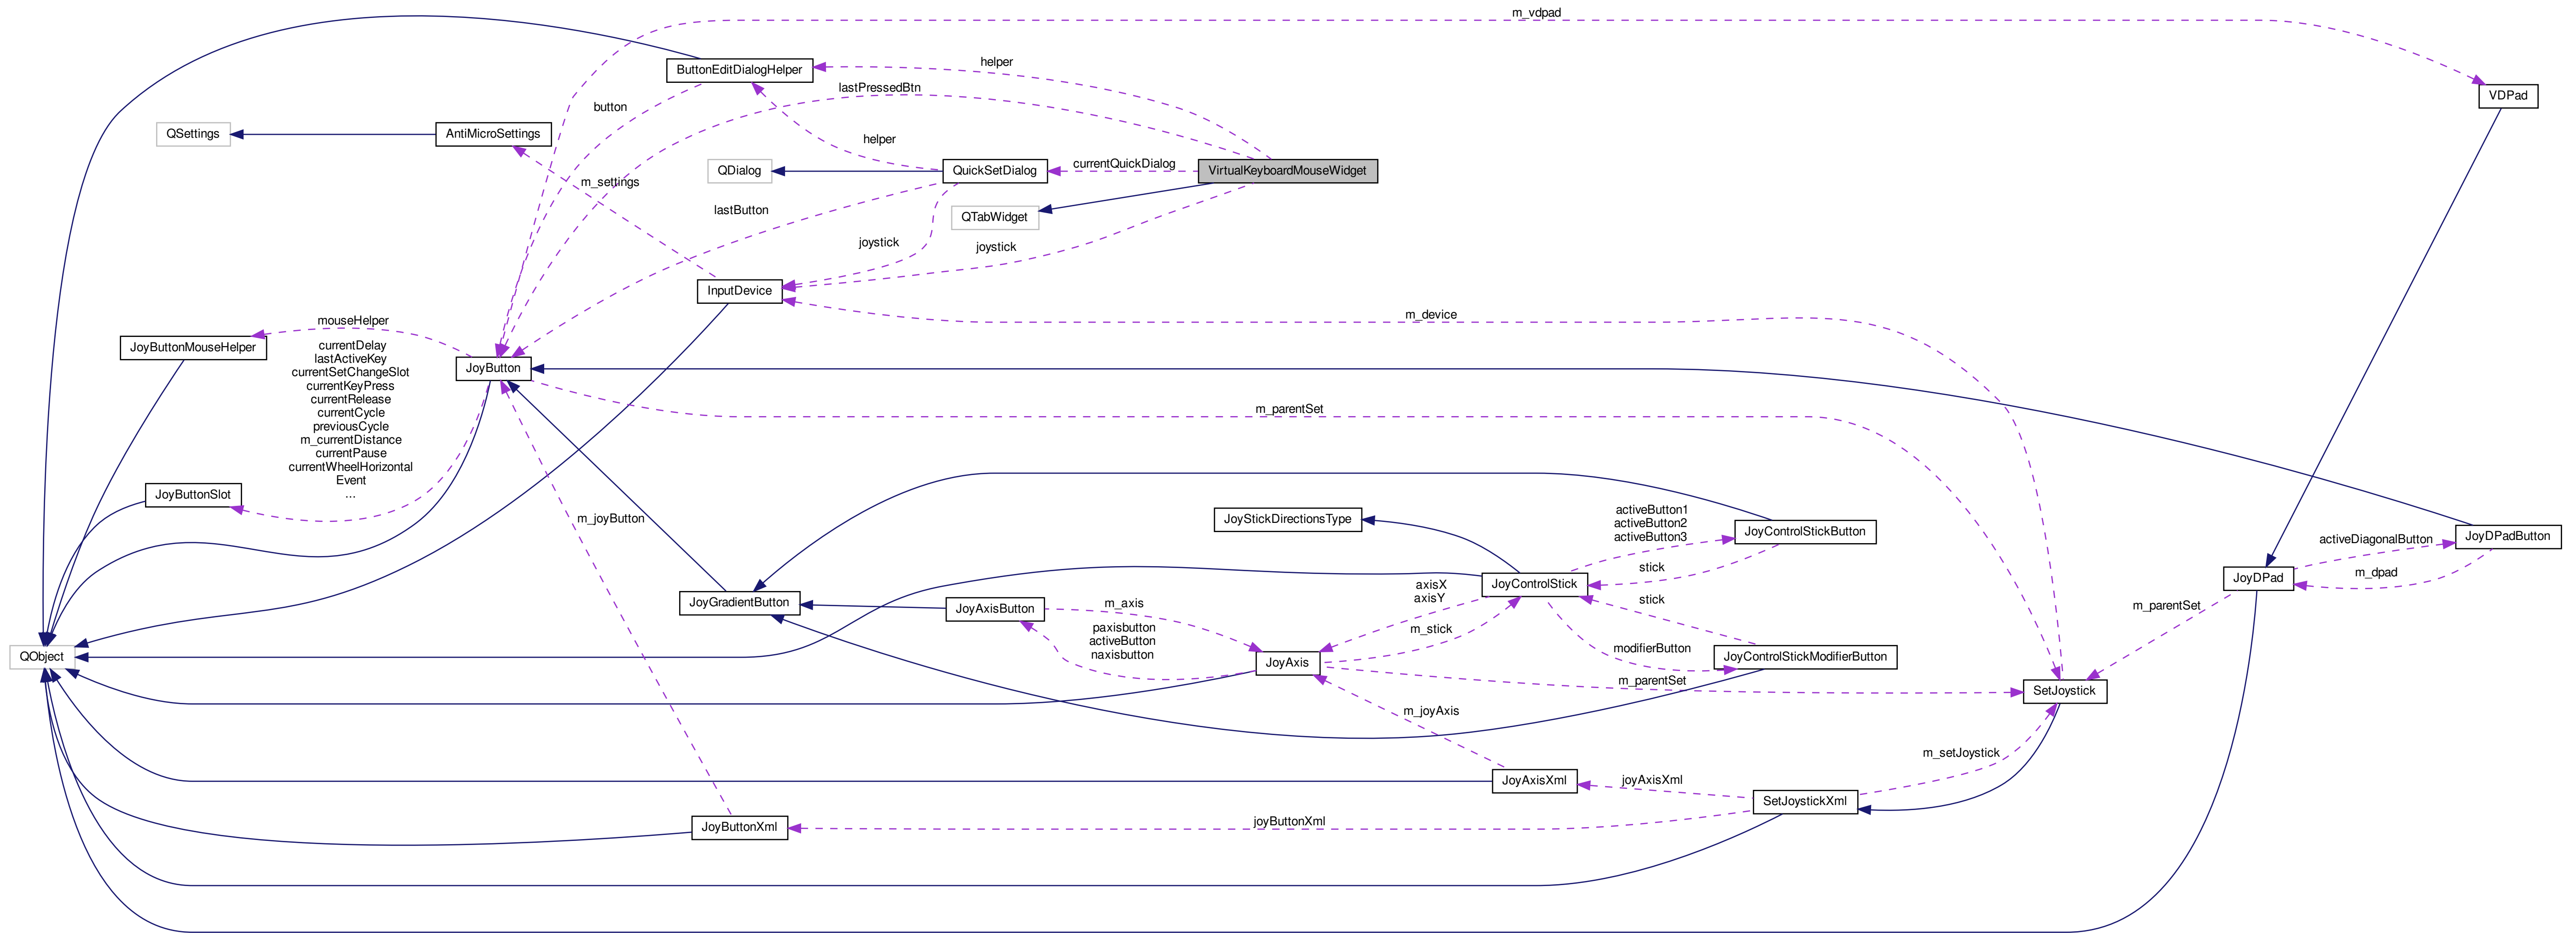 m_vdpad
helper
ButtonEditDialogHelper
lastPressedBtn
VDPad
button
QSettings
AntiMicroSettings
helper
currentQuickDialog
QDialog
QuickSetDialog
VirtualKeyboardMouseWidget
m_settings
lastButton
QTabWidget
joystick
joystick
InputDevice
m_device
mouseHelper
JoyButtonMouseHelper
currentDelay
lastActiveKey
currentSetChangeSlot
currentKeyPress
currentRelease
currentCycle
previousCycle
m_currentDistance
currentPause
currentWheelHorizontal
Event
...
JoyButton
m_parentSet
JoyButtonSlot
m_joyButton
JoyStickDirectionsType
activeButton1
activeButton2
activeButton3
JoyControlStickButton
activeDiagonalButton
JoyDPadButton
stick
m_dpad
JoyDPad
JoyControlStick
axisX
axisY
stick
JoyGradientButton
JoyAxisButton
m_axis
m_parentSet
paxisbutton
activeButton
naxisbutton
m_stick
modifierButton
JoyControlStickModifierButton
QObject
JoyAxis
m_parentSet
SetJoystick
m_joyAxis
m_setJoystick
JoyAxisXml
joyAxisXml
SetJoystickXml
JoyButtonXml
joyButtonXml